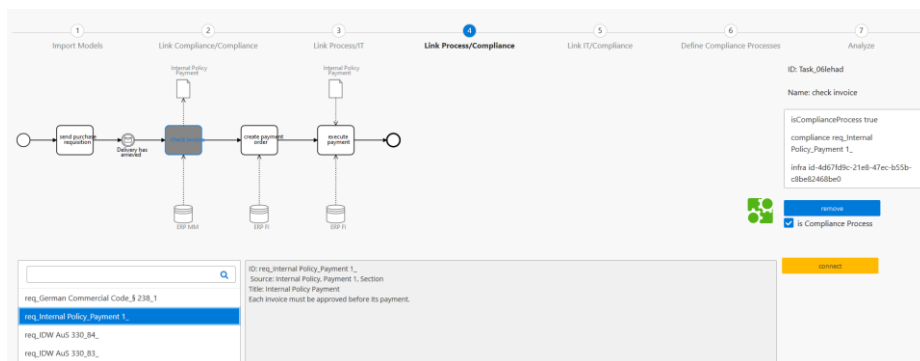 1 2 3 4 5 6 7
Import Models Link Compliance/Compliance Link Process/IT Link Process/Compliance Link IT/Compliance Define Compliance Processes Analyze
Internal Policy
Payment
Internal Policy
Payment
ID: Task_06lehad
Name: check invoice
isComplianceProcess true
compliance req_Internal
Policy_Payment 1_
infra id-4d67fd9c-21e8-47ec-b55b-
c8be82468be0
send purchase
requisition
Delivery has
arrieved
check invoice
create payment
order
execute
payment
ERP MM
ERP FI
ERP FI
remove
is Compliance Process
connect
req_German Commercial Code_§ 238_1
req_Internal Policy_Payment 1_
req_IDW AuS 330_84_
req_IDW AuS 330_83_
ID: req_Internal Policy_Payment 1_
Source: Internal Policy, Payment 1, Section
Title: Internal Policy Payment
Each invoice must be approved before its payment.